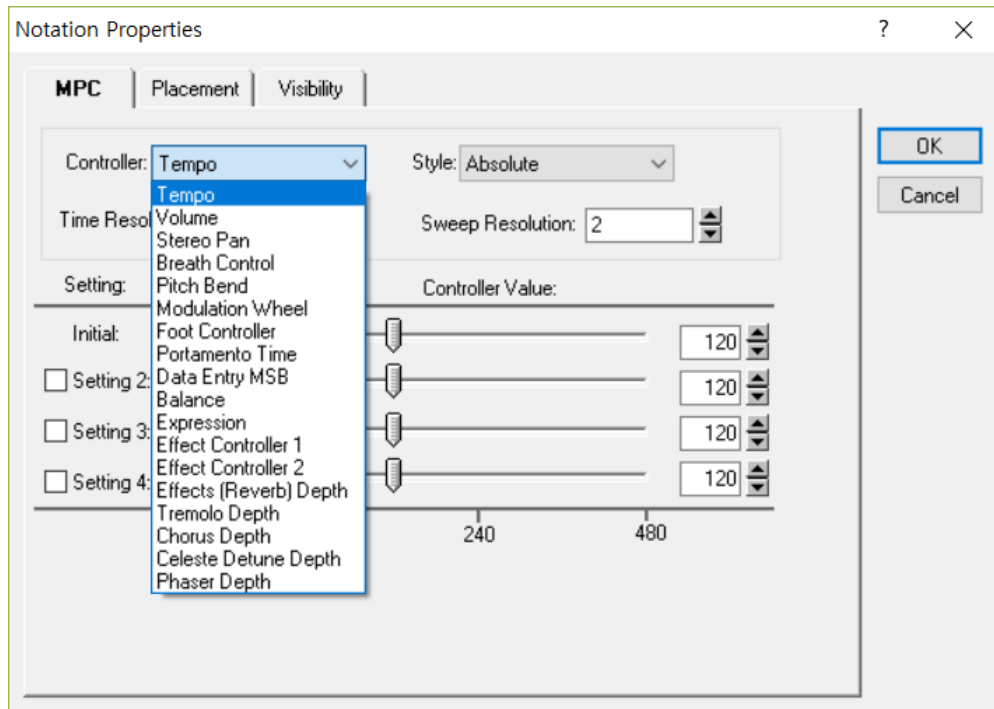 Notation Properties ?
MPC Placement Visibility
Controller: Tempo Style: Absolute OK
Cancel
Tempo
Volume
Time Resol Sweep Resolution: 2
Stereo Pan
Breath Control
Setting: Pitch Bend Controller Value:
Modulation Wheel
Initial: Foot Controller 120
Portamento Time
Setting 2: Data Entry MSB 120
Balance
Expression
Setting 3: Effect Controller 1 120
Effect Controller 2
Setting 4: Effects (Reverb) Depth 120
Tremolo Depth
Chorus Depth 240 480
Celeste Detune Depth
Phaser Depth